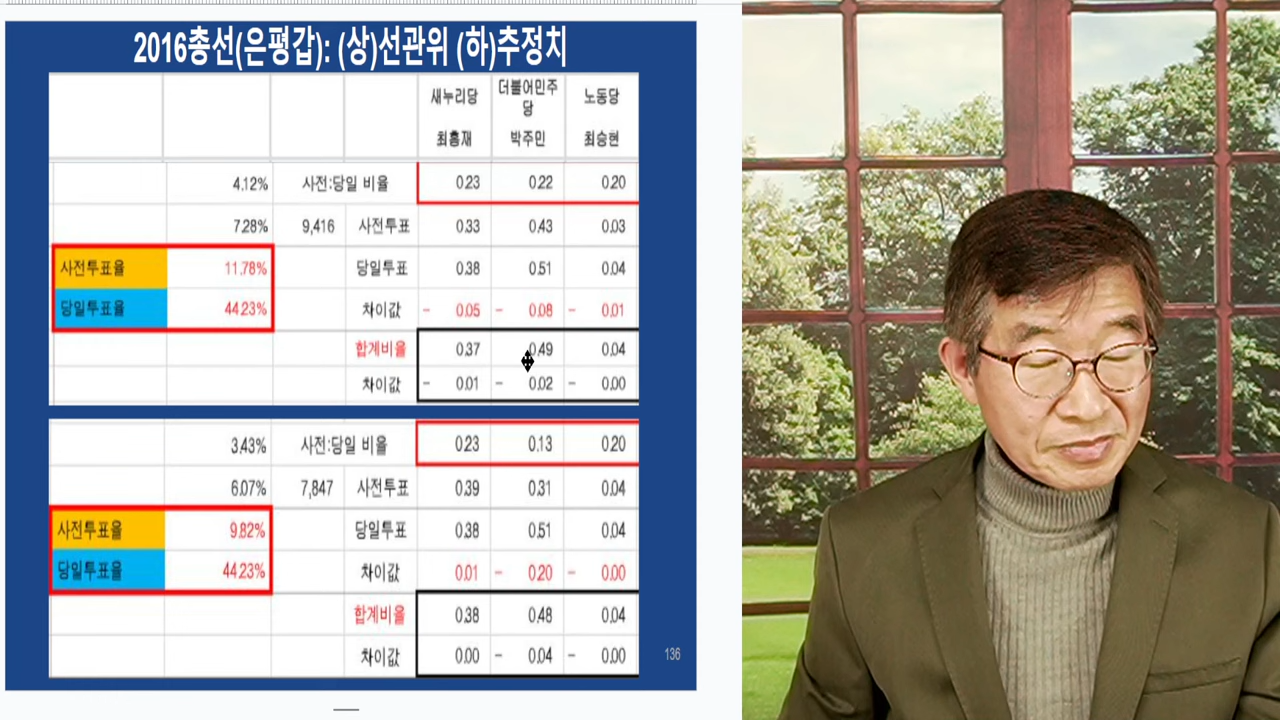 2016총선(은평갑): (상)선관위 (하)추정치
새누리당 더불어민주당 노동당
최홍재 박주민 최승현
4.12% 사전:당일 비율 0.23 0.22 0.20
7.28% 9,416 사전투표 0.33 0.43 0.03
사전투표율 11.78% 당일투표 0.38 0.51 0.04
당일투표율 44.23% 차이값 - 0.05 - 0.08 - 0.01
합계비율 0.37 0.49 0.04
차이값 - 0.01 - 0.02 - 0.00
3.43% 사전:당일 비율 0.23 0.13 0.20
6.07% 7,847 사전투표 0.39 0.31 0.04
사전투표율 9.82% 당일투표 0.38 0.51 0.04
당일투표율 44.23% 차이값 0.01 - 0.20 - 0.00
합계비율 0.38 0.48 0.04
차이값 0.00 - 0.04 - 0.00
136